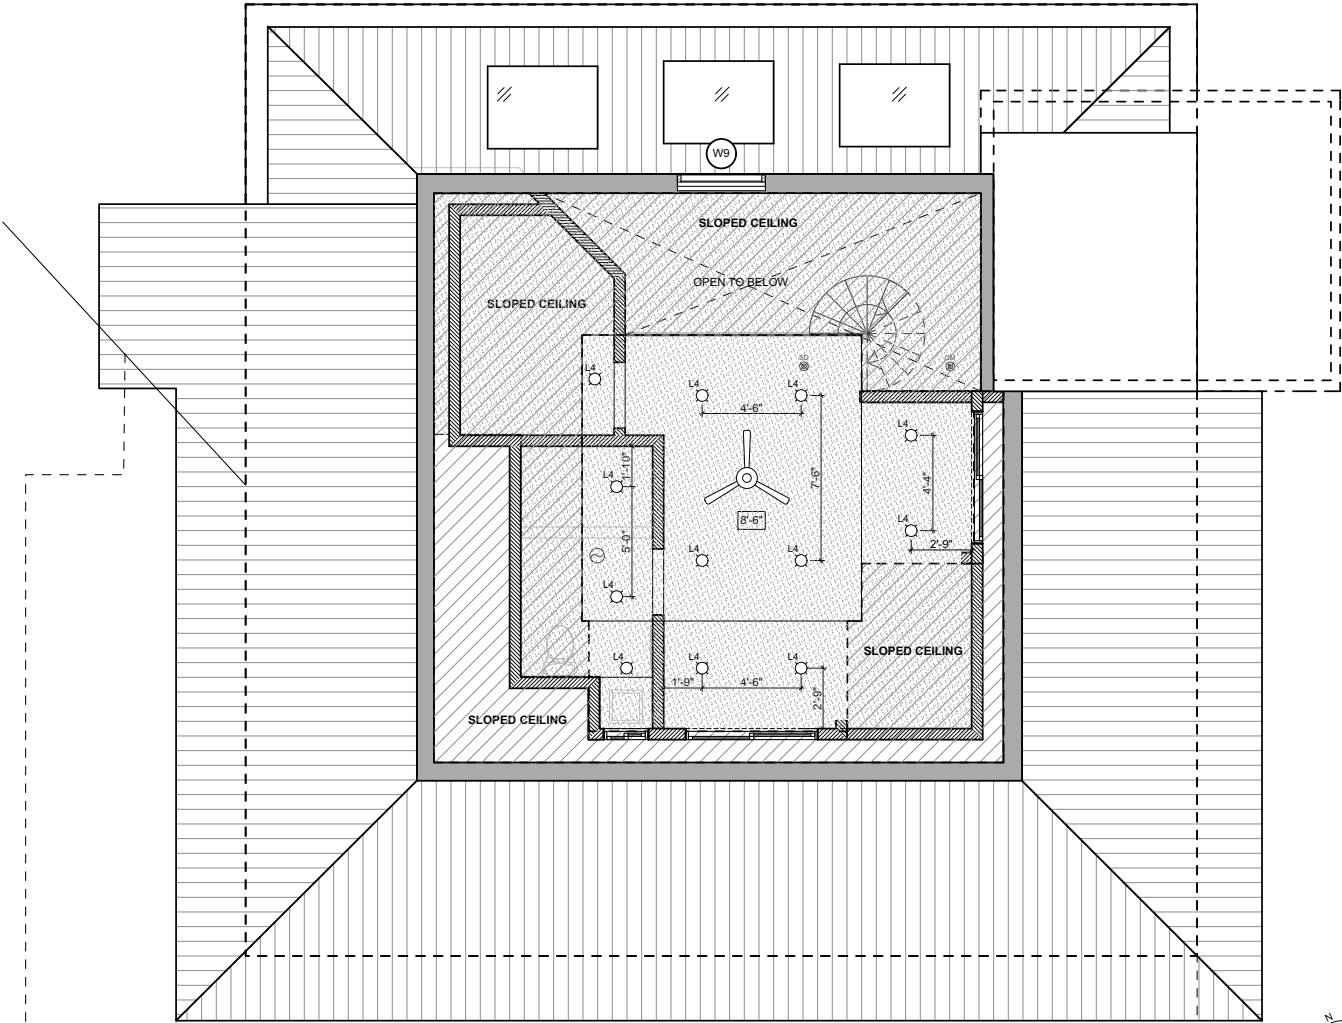 W9
SLOPED CEILING
OPEN TO BELOW
SLOPED CEILING
SD
CM
L4
L4
L4
4'-6"
L4
1'-10"
L4
7'-6"
4'-4"
8'-6"
L4
5'-0"
2'-9"
L4
L4
L4
SLOPED CEILING
L4
L4
L4
1'-9"
4'-6"
2'-9"
SLOPED CEILING
N